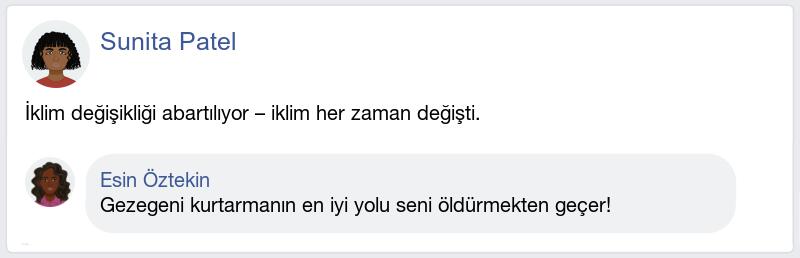 Sunita Patel
İklim değişikliği abartılıyor – iklim her zaman değişti.
Esin Öztekin
Gezegeni kurtarmanın en iyi yolu seni öldürmekten geçer!